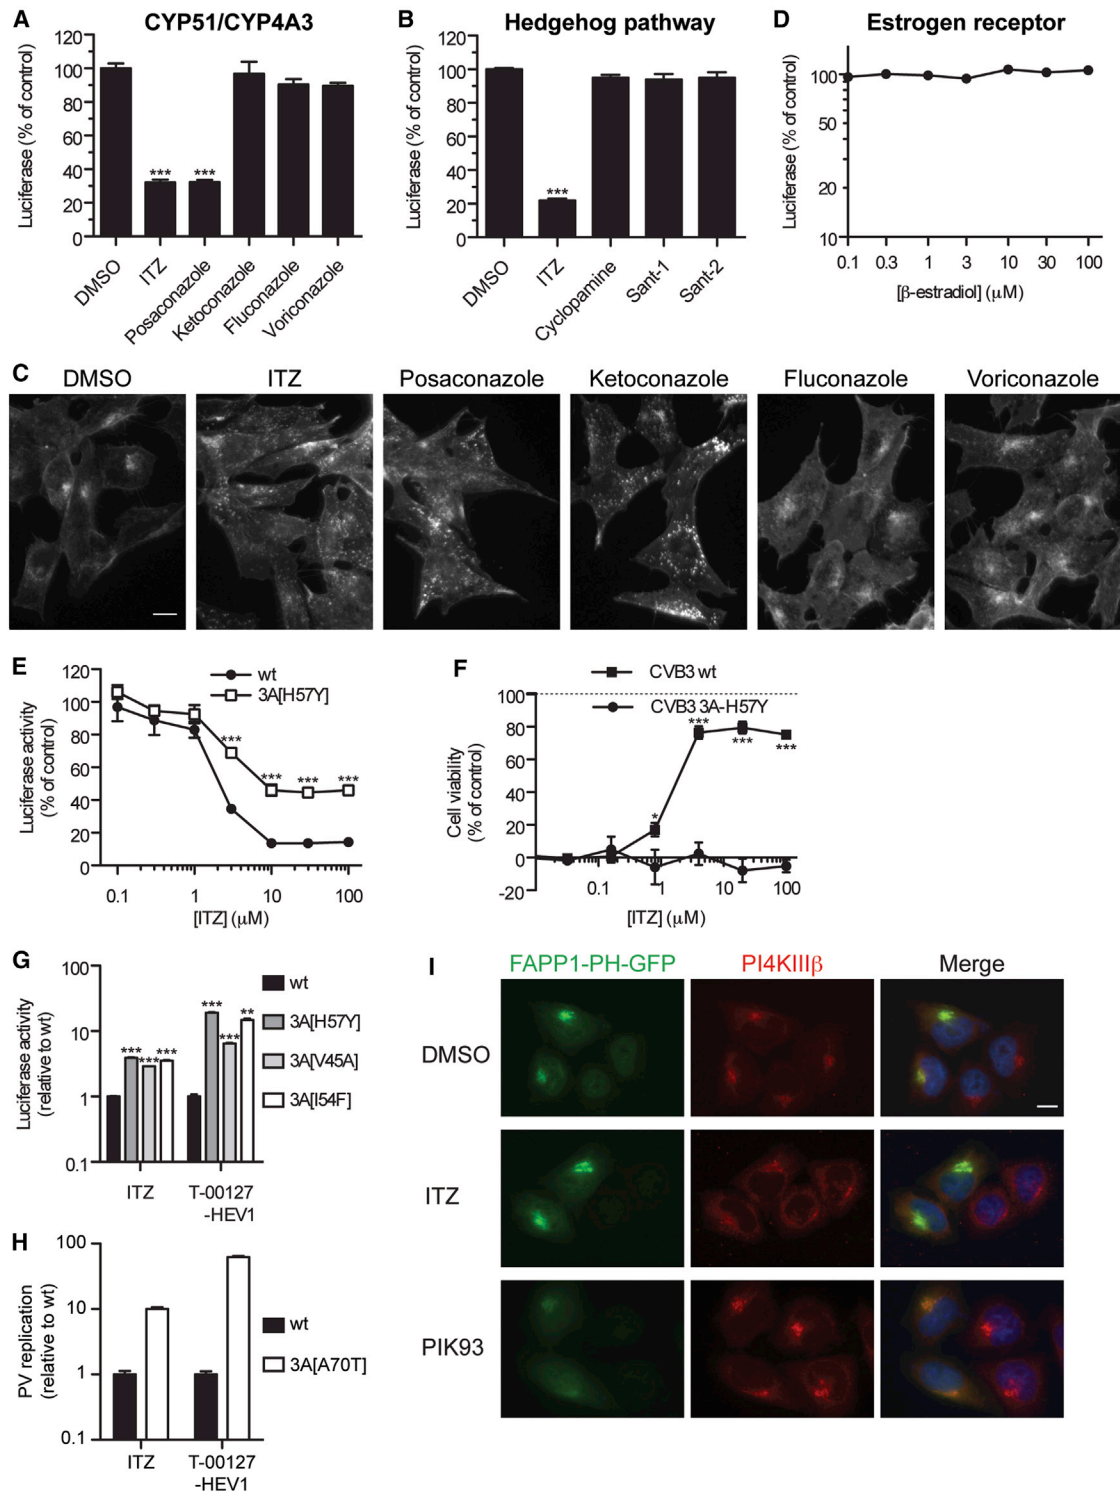 A
CYP51/CYP4A3
Luciferase (% of control)
120
100
80
60
40
20
0
***
***
DMSO
ITZ
Posaconazole
Ketoconazole
Fluconazole
Voriconazole
B
Hedgehog pathway
Luciferase (% of control)
120
100
80
60
40
20
0
***
DMSO
ITZ
Cyclopamine
Sant-1
Sant-2
D
Estrogen receptor
Luciferase (% of control)
100
50
20
10
0.1 0.3 1 3 10 30 100
[β-estradiol] (μM)
C
DMSO
ITZ
Posaconazole
Ketoconazole
Fluconazole
Voriconazole
E
wt
3A[H57Y]
Luciferase activity
(% of control)
120
100
80
60
40
20
0
***
***
***
***
0.1 1 10 100
[ITZ] (μM)
F
CVB3 wt
CVB3 3A-H57Y
Cell viability
(% of control)
100
80
60
40
20
0
-20
*
***
***
***
0.1 1 10 100
[ITZ] (μM)
G
Luciferase activity
(relative to wt)
100
10
1
0.1
***
***
***
***
***
**
wt
3A[H57Y]
3A[V45A]
3A[I54F]
ITZ
T-00127
-HEV1
H
PV replication
(relative to wt)
100
10
1
0.1
wt
3A[A70T]
ITZ
T-00127
-HEV1
I
FAPP1-PH-GFP
PI4KIIIβ
Merge
DMSO
ITZ
PIK93